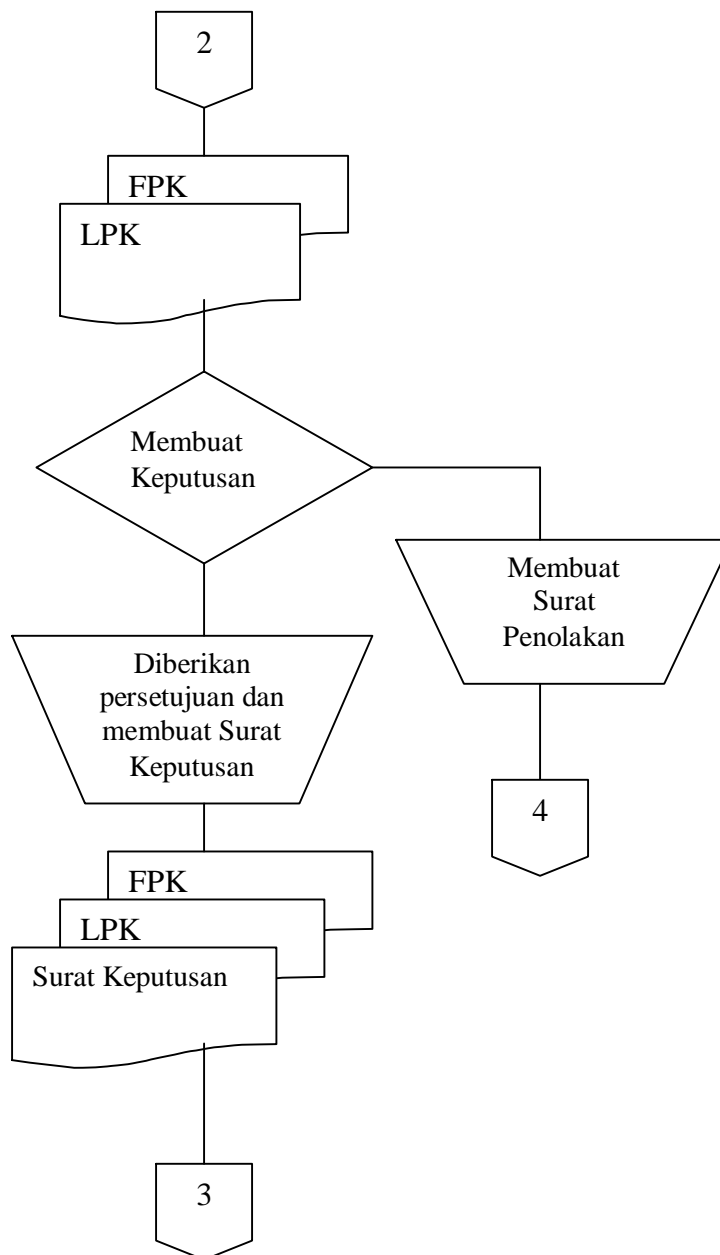 2
FPK
LPK
Membuat
Keputusan
Membuat
Surat
Penolakan
Diberikan
persetujuan dan
membuat Surat
Keputusan
4
FPK
LPK
Surat Keputusan
3